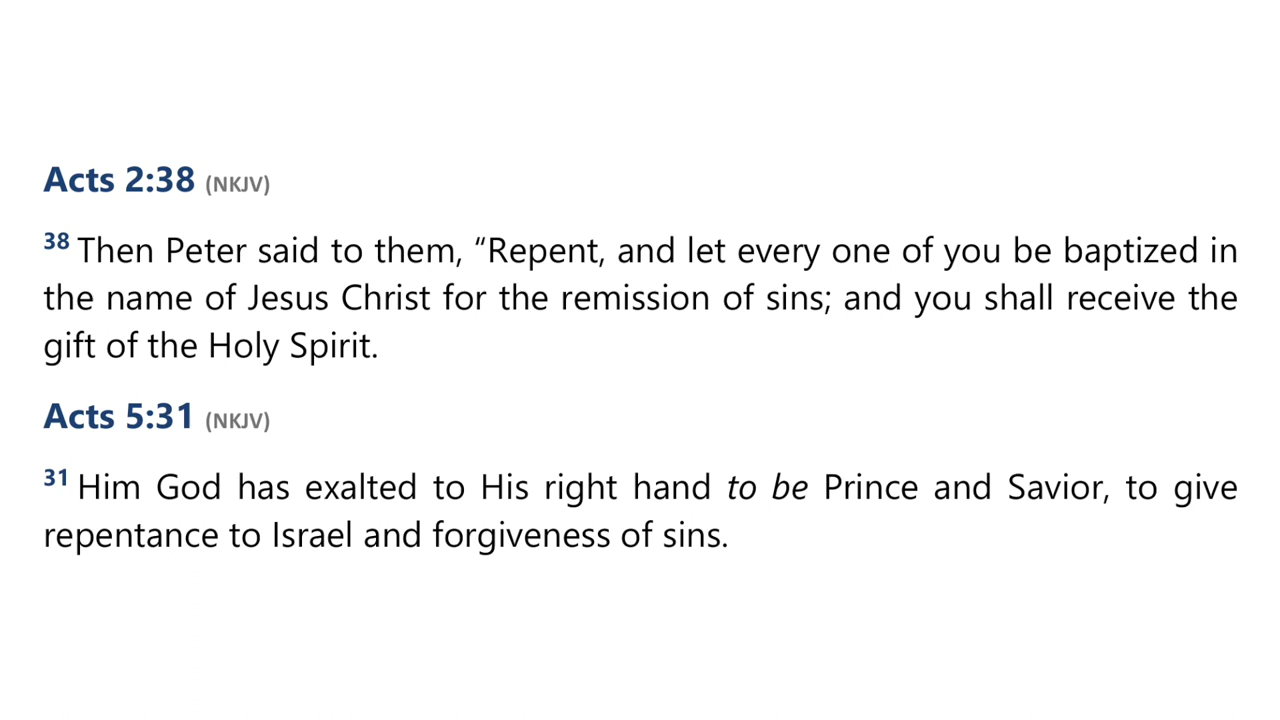 Acts 2:38 (NKJV)
38 Then Peter said to them, “Repent, and let every one of you be baptized in
the name of Jesus Christ for the remission of sins; and you shall receive the
gift of the Holy Spirit.
Acts 5:31 (NKJV)
31 Him God has exalted to His right hand to be Prince and Savior, to give
repentance to Israel and forgiveness of sins.